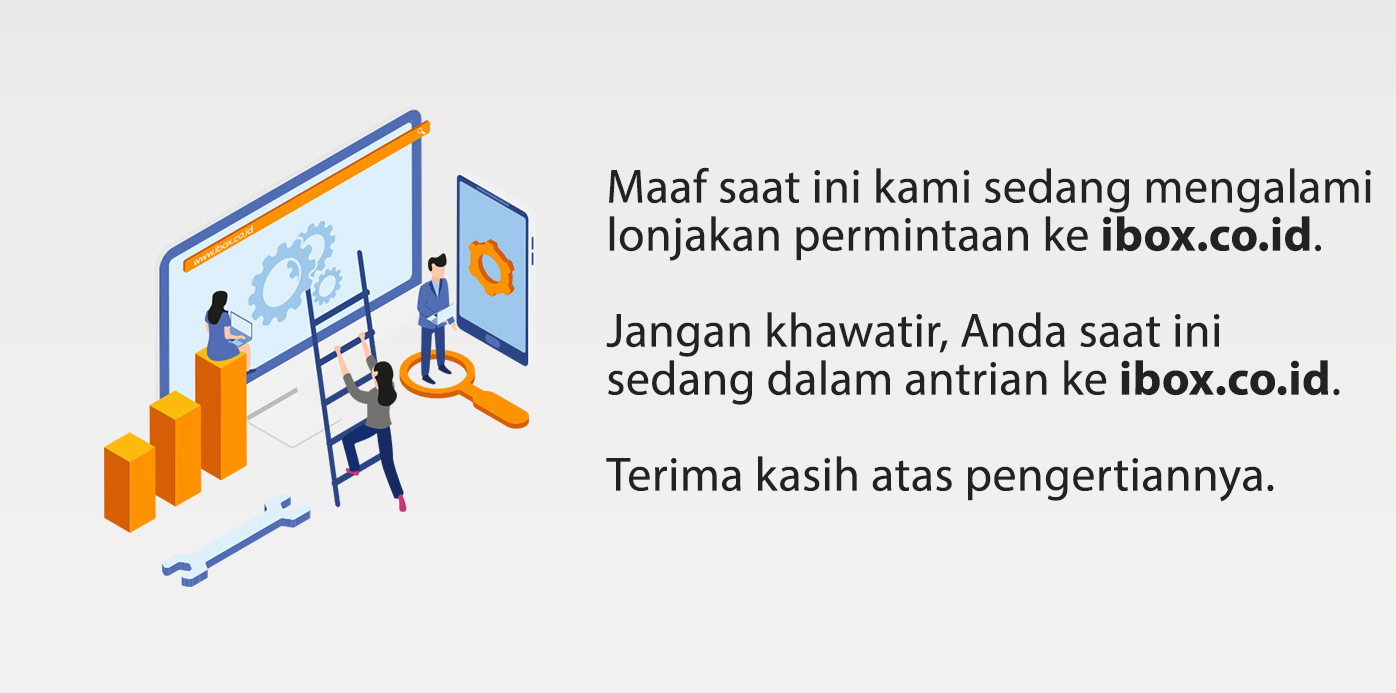 www.ibox.co.id
Maaf saat ini kami sedang mengalami
lonjakan permintaan ke ibox.co.id.
Jangan khawatir, Anda saat ini
sedang dalam antrian ke ibox.co.id.
Terima kasih atas pengertiannya.